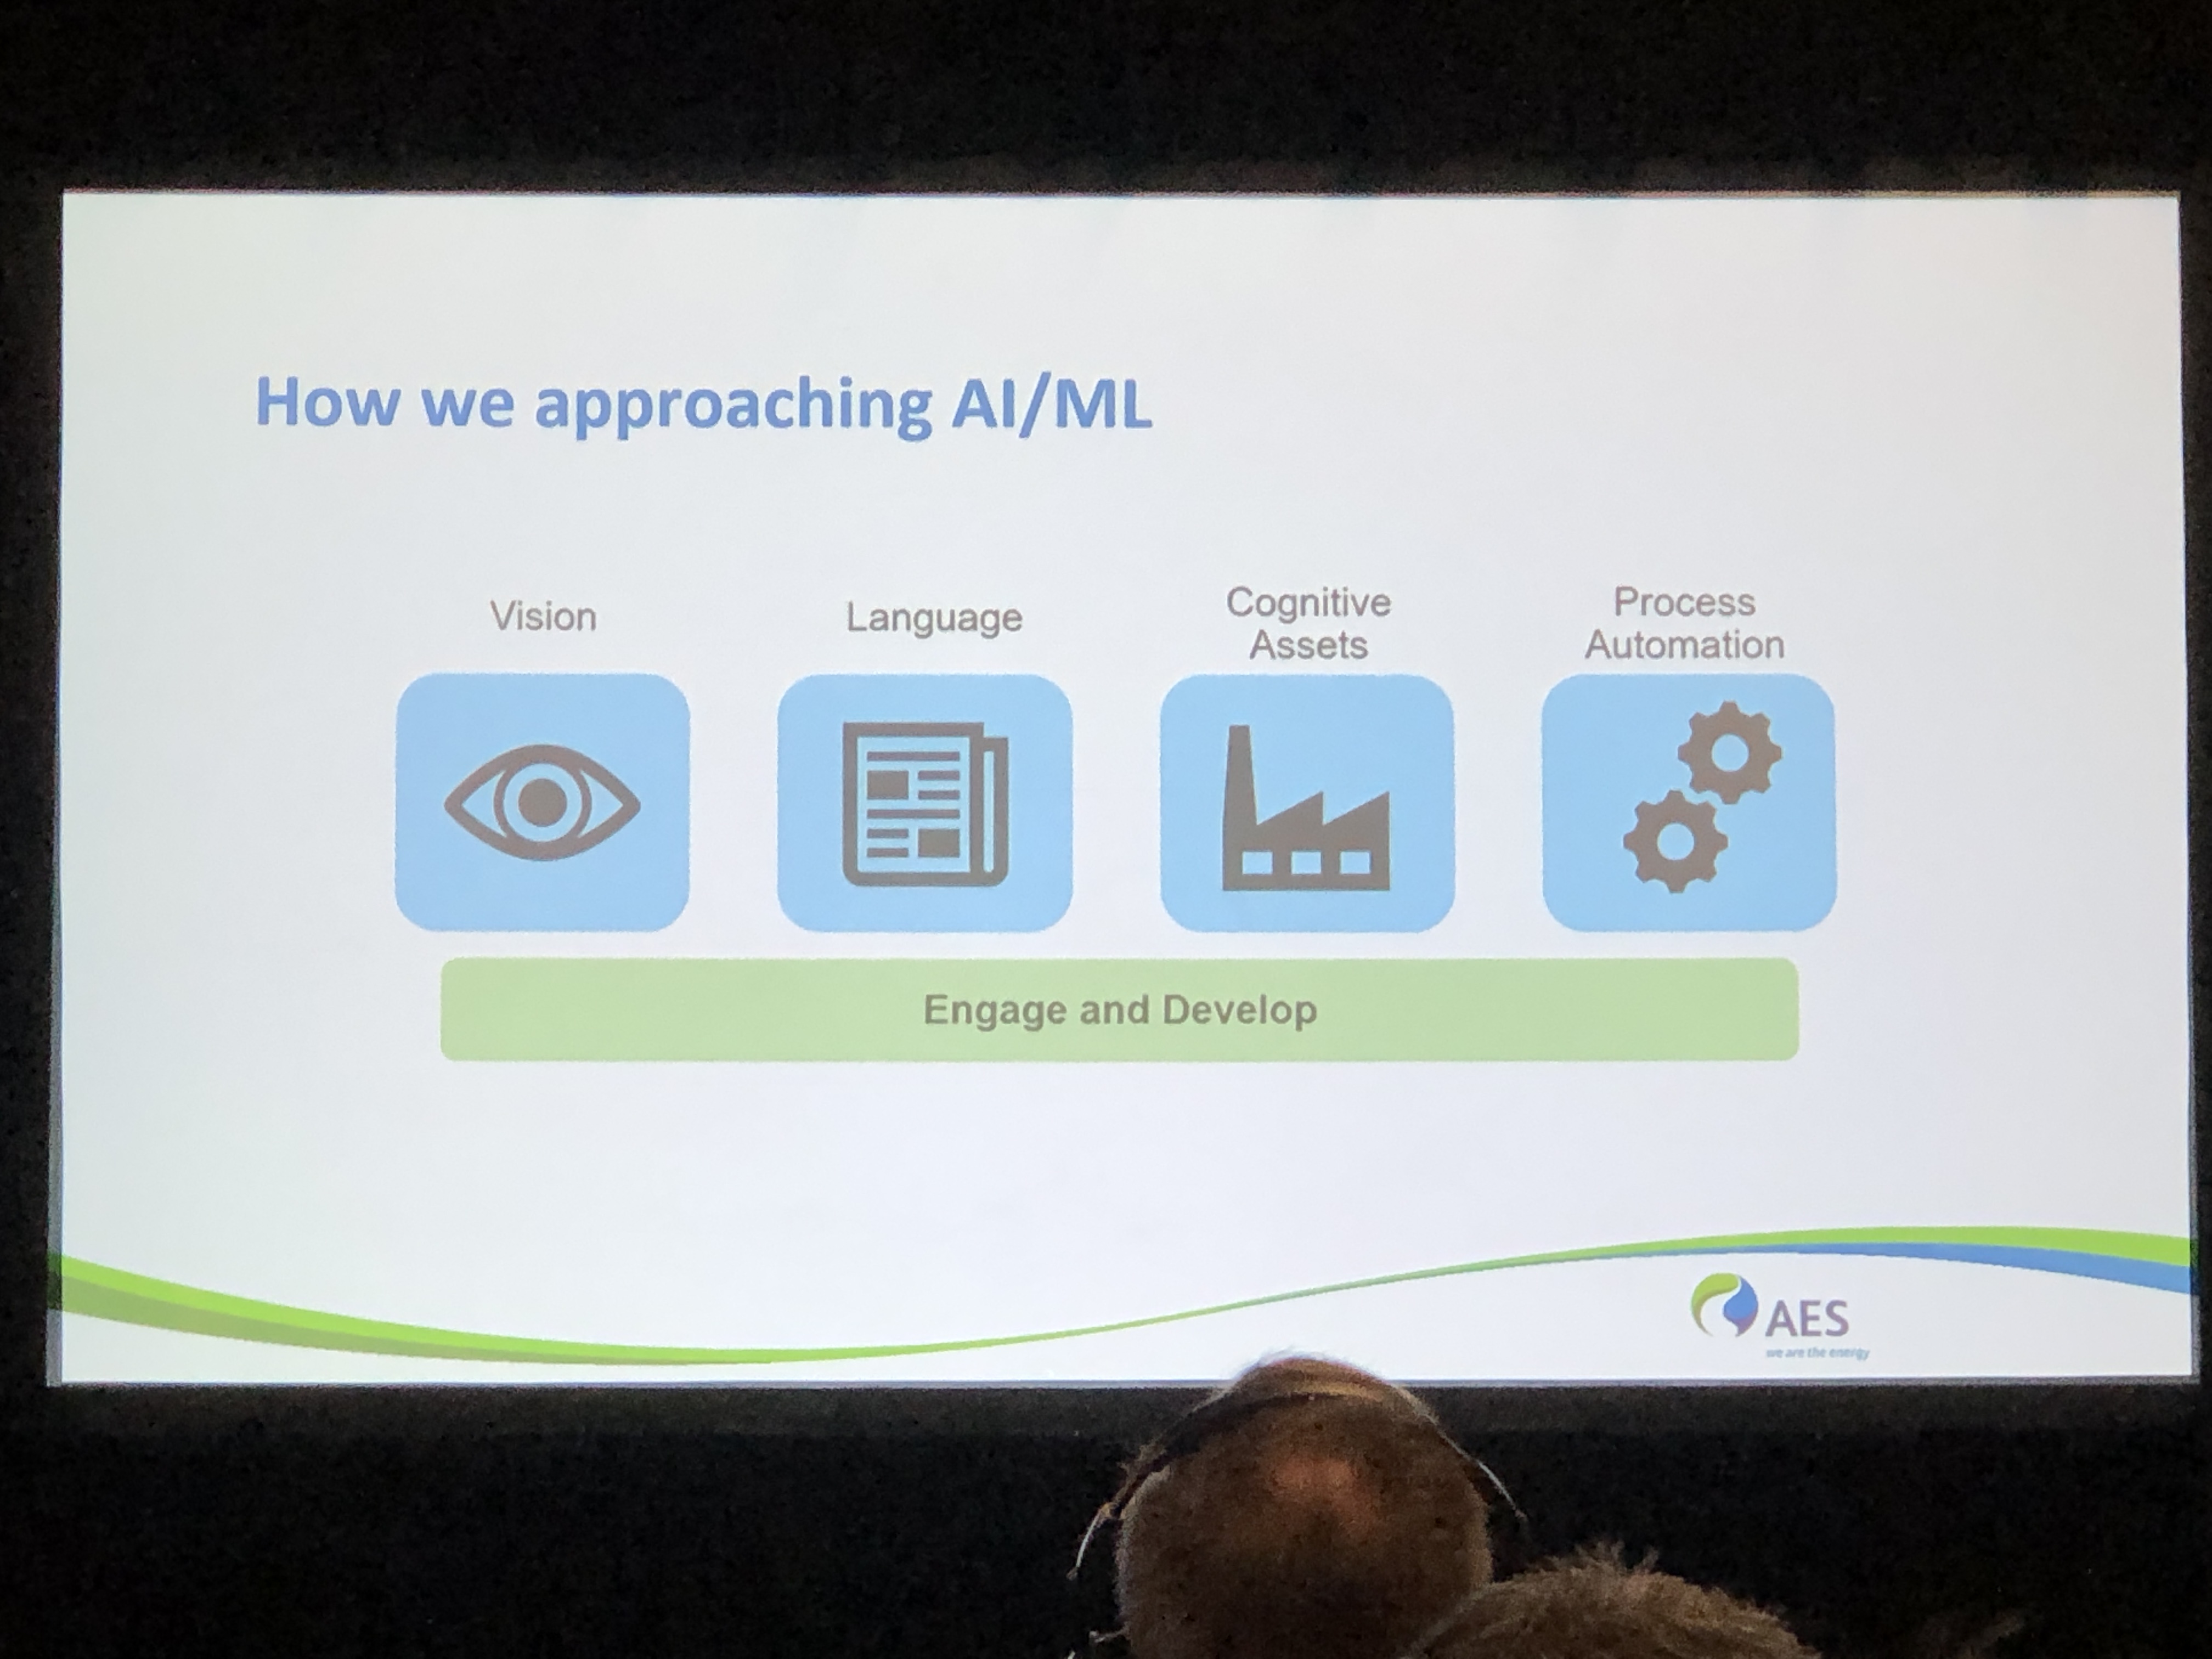 How we approaching AI/ML
Vision
Language
Cognitive
Assets
Process
Automation
Engage and Develop
AES
we are the energy